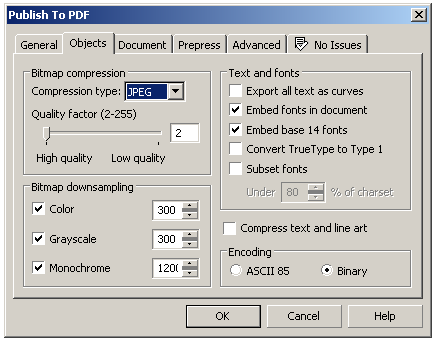 Publish To PDF
General Objects Document Prepress Advanced No Issues
Bitmap compression
Compression type: JPEG
Quality factor (2-255)
2
High quality Low quality
Bitmap downsampling
Color 300
Grayscale 300
Monochrome 1200
Text and fonts
Export all text as curves
Embed fonts in document
Embed base 14 fonts
Convert TrueType to Type 1
Subset fonts
Under 80 % of charset
Compress text and line art
Encoding
ASCII 85 Binary
OK Cancel Help